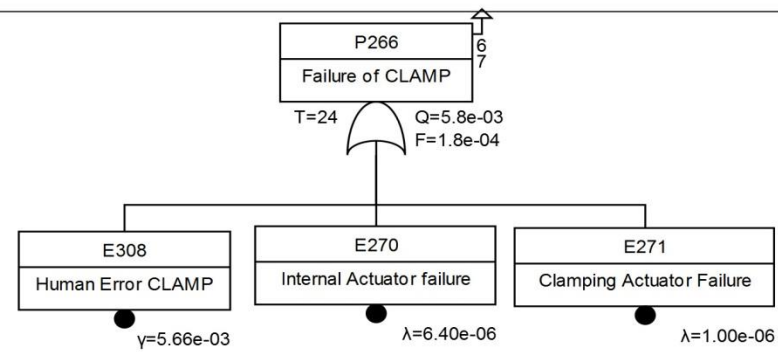 P266
6
7
Failure of CLAMP
T=24
Q=5.8e-03
F=1.8e-04
E308
Human Error CLAMP
γ=5.66e-03
E270
Internal Actuator failure
λ=6.40e-06
E271
Clamping Actuator Failure
λ=1.00e-06